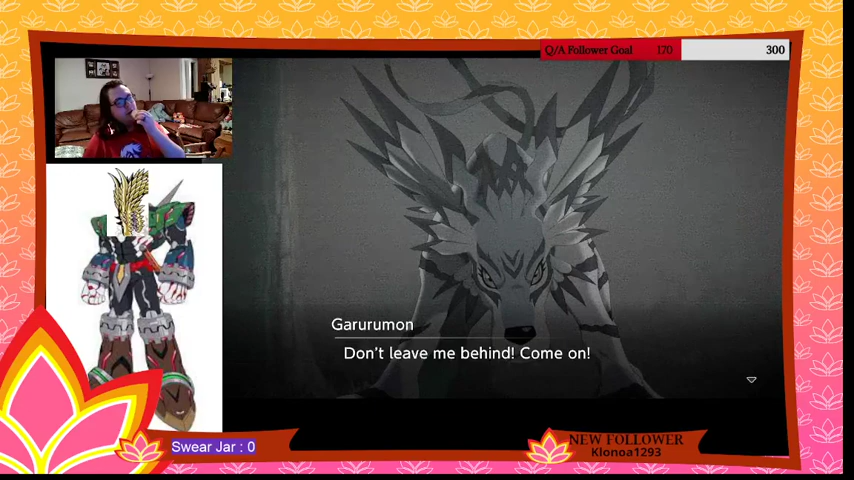 Q/A Follower Goal 170 300
Garurumon
Don't leave me behind! Come on!
Swear Jar : 0
NEW FOLLOWER
Klonoa1293